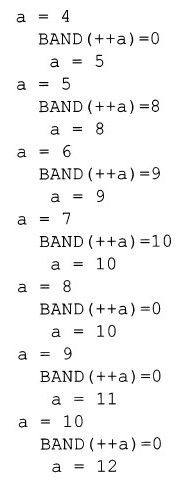 a = 4
BAND(++a)=0
a = 5
a = 5
BAND(++a)=8
a = 8
a = 6
BAND(++a)=9
a = 9
a = 7
BAND(++a)=10
a = 10
a = 8
BAND(++a)=0
a = 10
a = 9
BAND(++a)=0
a = 11
a = 10
BAND(++a)=0
a = 12